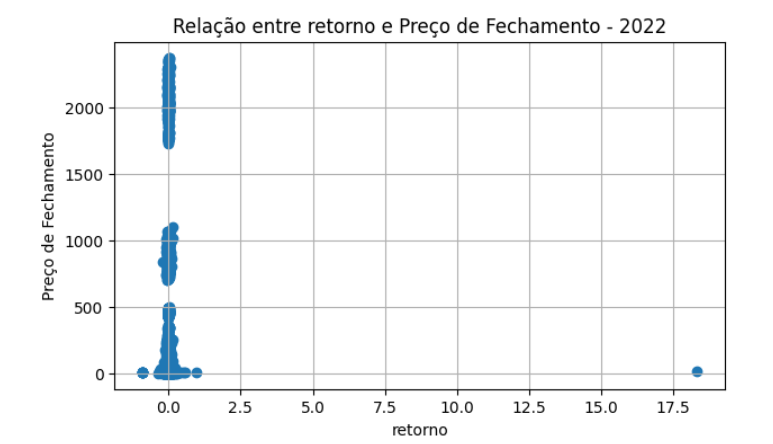 Relação entre retorno e Preço de Fechamento - 2022
Preço de Fechamento
2000
1500
1000
500
0
0.0 2.5 5.0 7.5 10.0 12.5 15.0 17.5
retorno